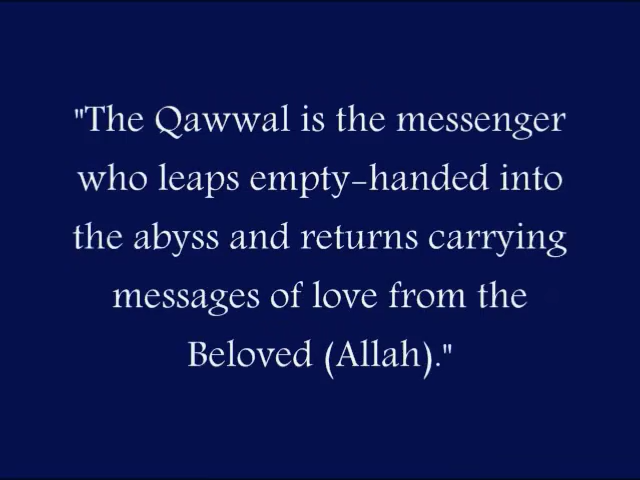 "The Qawwal is the messenger
who leaps empty-handed into
the abyss and returns carrying
messages of love from the
Beloved (Allah)."